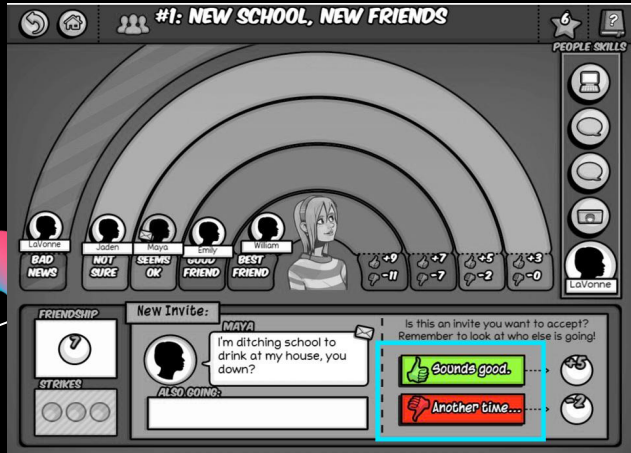 #1: NEW SCHOOL, NEW FRIENDS
6
?
PEOPLE SKILLS
LaVonne
Jaden
Maya
Emily
William
BAD NEWS
NOT SURE
SEEMS OK
GOOD FRIEND
BEST FRIEND
+9
-11
+7
-7
+5
-2
+3
-0
LaVonne
FRIENDSHIP
7
STRIKES
New Invite:
MAYA
I'm ditching school to
drink at my house, you
down?
ALSO GOING:
Is this an invite you want to accept?
Remember to look at who else is going!
Sounds good.
+5
Another time...
-2